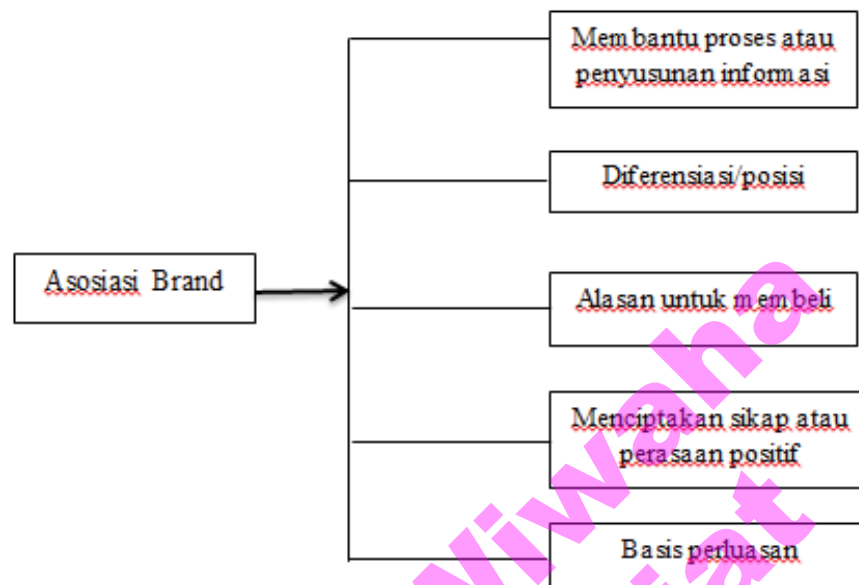 Membantu proses atau
penyusunan informasi
Diferensiasi/posisi
Asosiasi Brand
Alasan untuk membeli
Menciptakan sikap atau
perasaan positif
Basis perluasan
Wiwaha